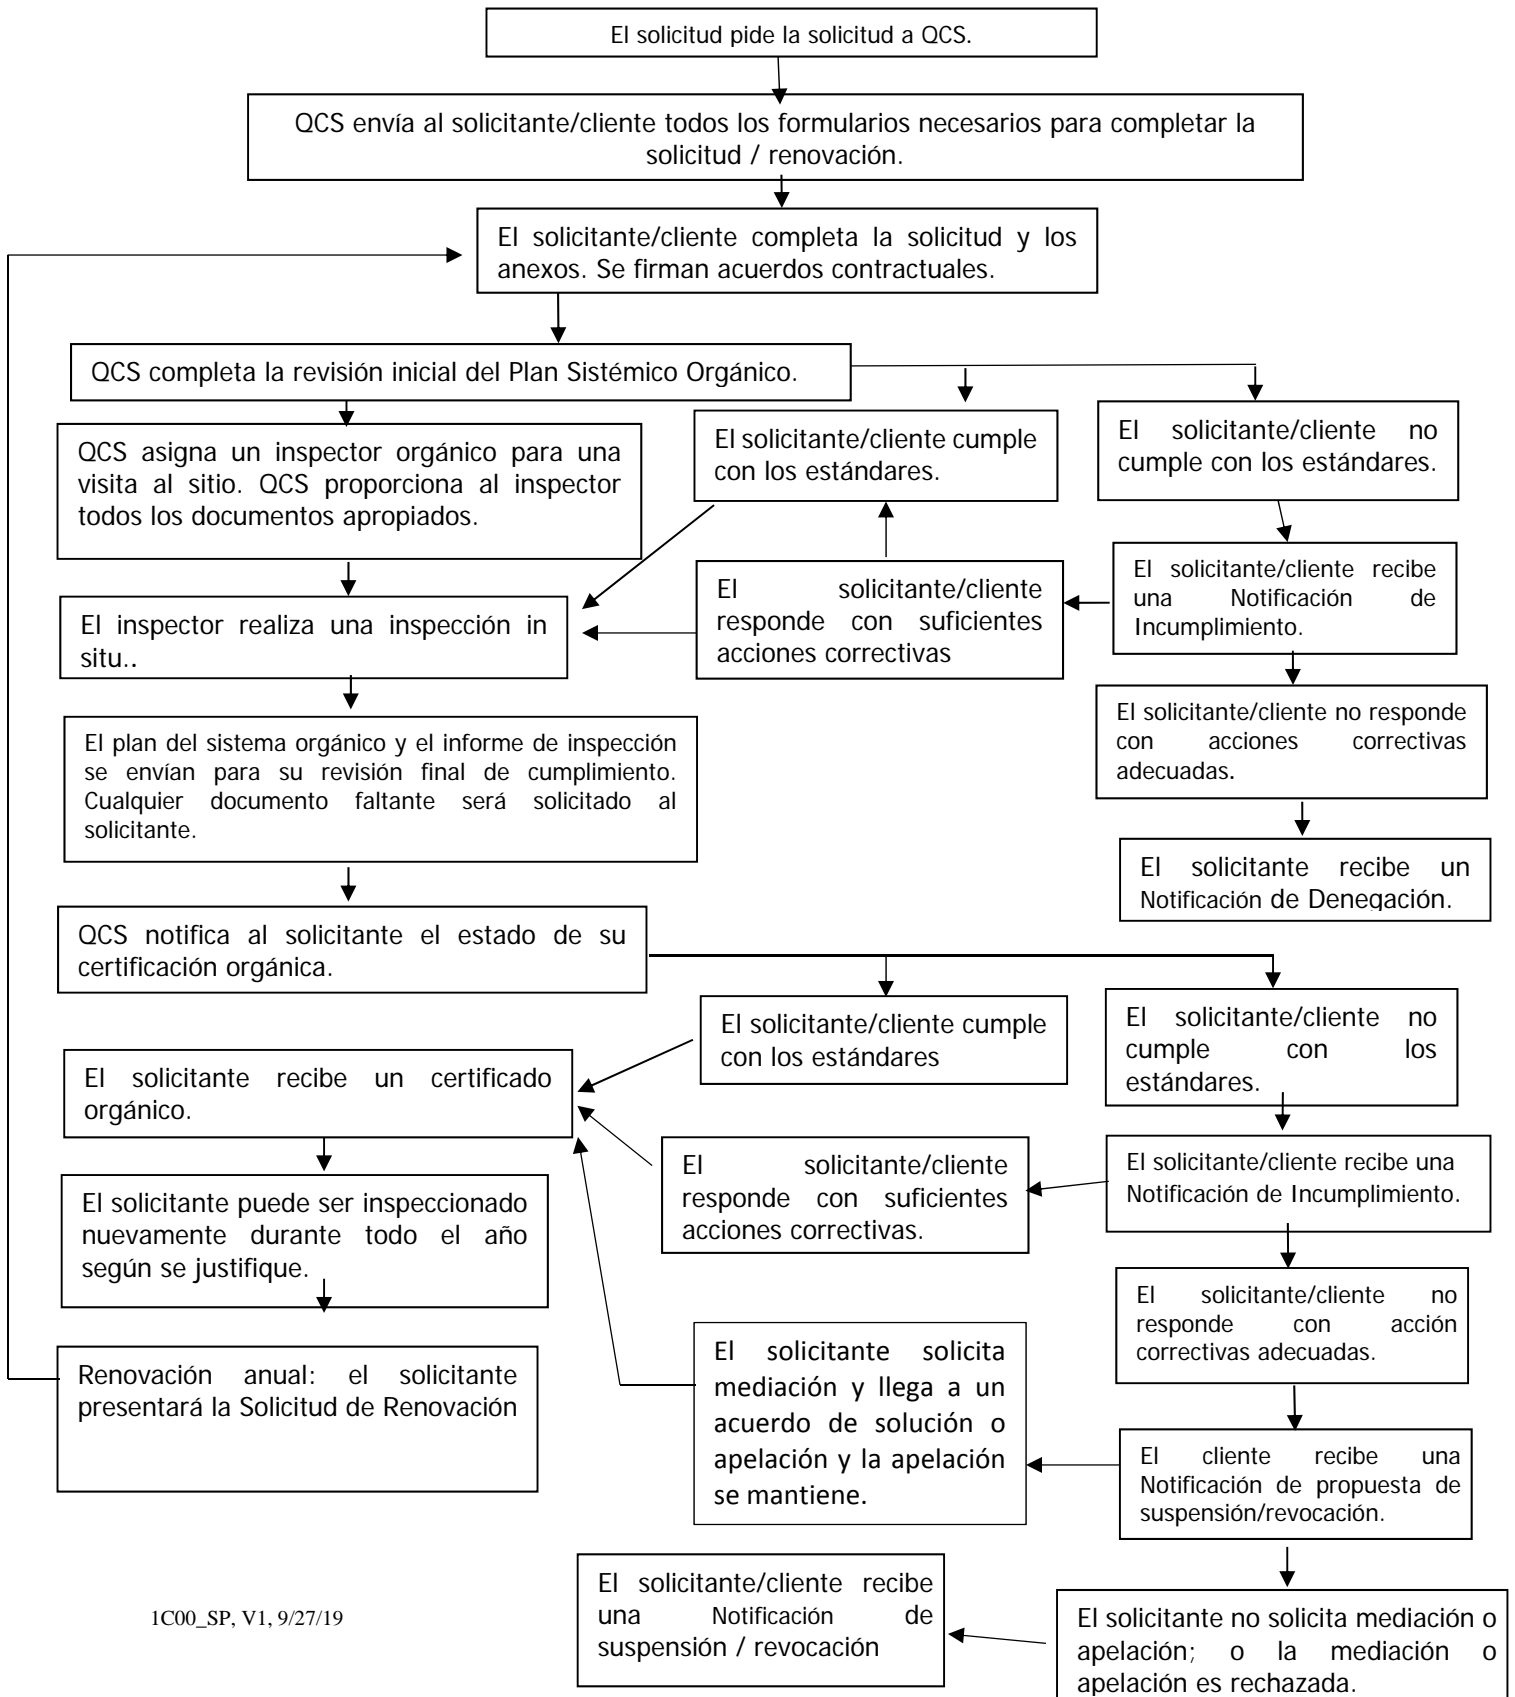 El solicitud pide la solicitud a QCS.
QCS envía al solicitante/cliente todos los formularios necesarios para completar la
solicitud / renovación.
El solicitante/cliente completa la solicitud y los
anexos. Se firman acuerdos contractuales.
QCS completa la revisión inicial del Plan Sistémico Orgánico.
QCS asigna un inspector orgánico para una
visita al sitio. QCS proporciona al inspector
todos los documentos apropiados.
El solicitante/cliente cumple
con los estándares.
El solicitante/cliente no
cumple con los estándares.
El solicitante/cliente recibe
una Notificación de
Incumplimiento.
El solicitante/cliente
responde con suficientes
acciones correctivas
El inspector realiza una inspección in
situ..
El solicitante/cliente no responde
con acciones correctivas
adecuadas.
El plan del sistema orgánico y el informe de inspección
se envían para su revisión final de cumplimiento.
Cualquier documento faltante será solicitado al
solicitante.
El solicitante recibe un
Notificación de Denegación.
QCS notifica al solicitante el estado de su
certificación orgánica.
El solicitante/cliente cumple
con los estándares
El solicitante/cliente no
cumple con los
estándares.
El solicitante recibe un certificado
orgánico.
El solicitante/cliente
responde con suficientes
acciones correctivas.
El solicitante/cliente recibe una
Notificación de Incumplimiento.
El solicitante puede ser inspeccionado
nuevamente durante todo el año
según se justifique.
El solicitante/cliente no
responde con acción
correctivas adecuadas.
Renovación anual: el solicitante
presentará la Solicitud de Renovación
El solicitante solicita
mediación y llega a un
acuerdo de solución o
apelación y la apelación
se mantiene.
El cliente recibe una
Notificación de propuesta de
suspensión/revocación.
El solicitante/cliente recibe
una Notificación de
suspensión / revocación
El solicitante no solicita mediación o
apelación; o la mediación o
apelación es rechazada.
1C00_SP, V1, 9/27/19